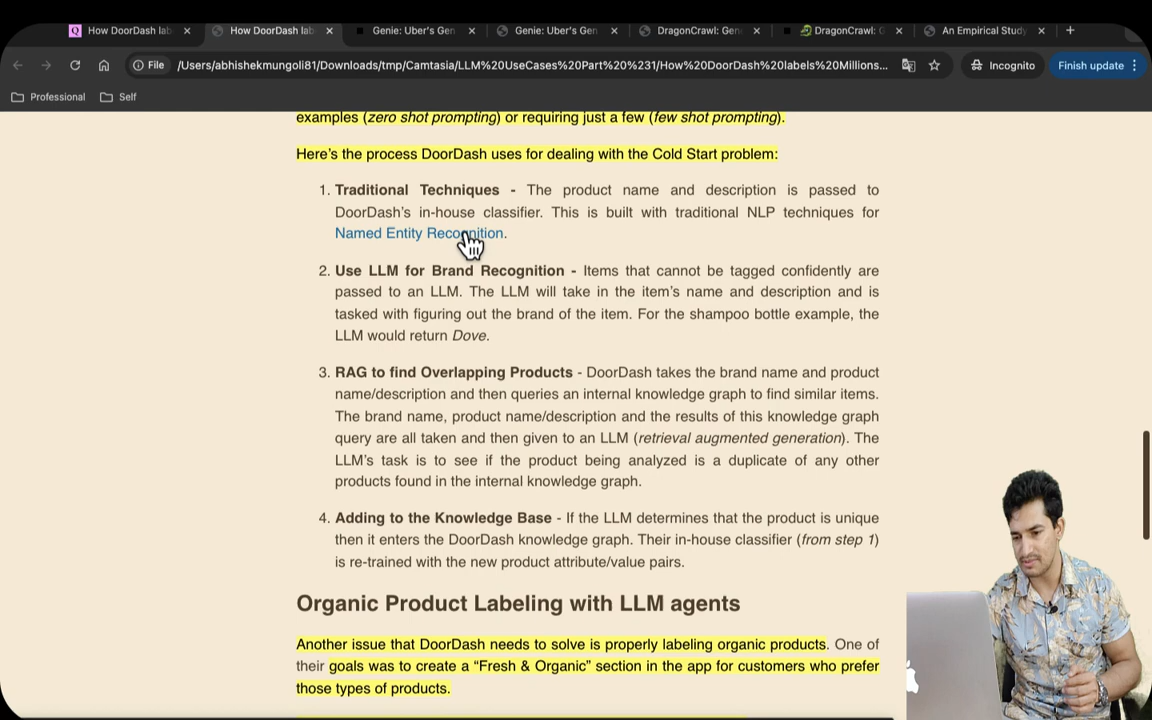 How DoorDash lab
How DoorDash lab
Genie: Uber's Gen
Genie: Uber's Gen
DragonCrawl: Gen
DragonCrawl: G
An Empirical Study
File
/Users/abhishekmungoli81/Downloads/tmp/Camtasia/LLM%20UseCases%20Part%20%231/How%20DoorDash%20labels%20Millions...
Incognito
Finish update
Professional
Self
examples (zero shot prompting) or requiring just a few (few shot prompting).
Here's the process DoorDash uses for dealing with the Cold Start problem:
1. Traditional Techniques - The product name and description is passed to
DoorDash's in-house classifier. This is built with traditional NLP techniques for
Named Entity Recognition.
2. Use LLM for Brand Recognition - Items that cannot be tagged confidently are
passed to an LLM. The LLM will take in the item's name and description and is
tasked with figuring out the brand of the item. For the shampoo bottle example, the
LLM would return Dove.
3. RAG to find Overlapping Products - DoorDash takes the brand name and product
name/description and then queries an internal knowledge graph to find similar items.
The brand name, product name/description and the results of this knowledge graph
query are all taken and then given to an LLM (retrieval augmented generation). The
LLM's task is to see if the product being analyzed is a duplicate of any other
products found in the internal knowledge graph.
4. Adding to the Knowledge Base - If the LLM determines that the product is unique
then it enters the DoorDash knowledge graph. Their in-house classifier (from step 1)
is re-trained with the new product attribute/value pairs.
Organic Product Labeling with LLM agents
Another issue that DoorDash needs to solve is properly labeling organic products. One of
their goals was to create a “Fresh & Organic” section in the app for customers who prefer
those types of products.